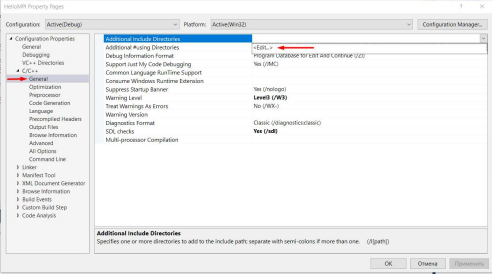 HelloMPI Property Pages
?
Configuration: Active(Debug)
Platform: Active(Win32)
Configuration Manager...
Configuration Properties
General
Debugging
VC++ Directories
C/C++
General
Optimization
Preprocessor
Code Generation
Language
Precompiled Headers
Output Files
Browse Information
Advanced
All Options
Command Line
Linker
Manifest Tool
XML Document Generator
Browse Information
Build Events
Custom Build Step
Code Analysis
Additional Include Directories
Additional #using Directories <Edit...>
Debug Information Format Program Database for Edit And Continue (/ZI)
Support Just My Code Debugging Yes (/JMC)
Common Language RunTime Support
Consume Windows Runtime Extension
Suppress Startup Banner Yes (/nologo)
Warning Level Level3 (/W3)
Treat Warnings As Errors No (/WX-)
Warning Version
Diagnostics Format Classic (/diagnostics:classic)
SDL checks Yes (/sdl)
Multi-processor Compilation
Additional Include Directories
Specifies one or more directories to add to the include path; separate with semi-colons if more than one. (/I[path])
OK
Отмена
Применить